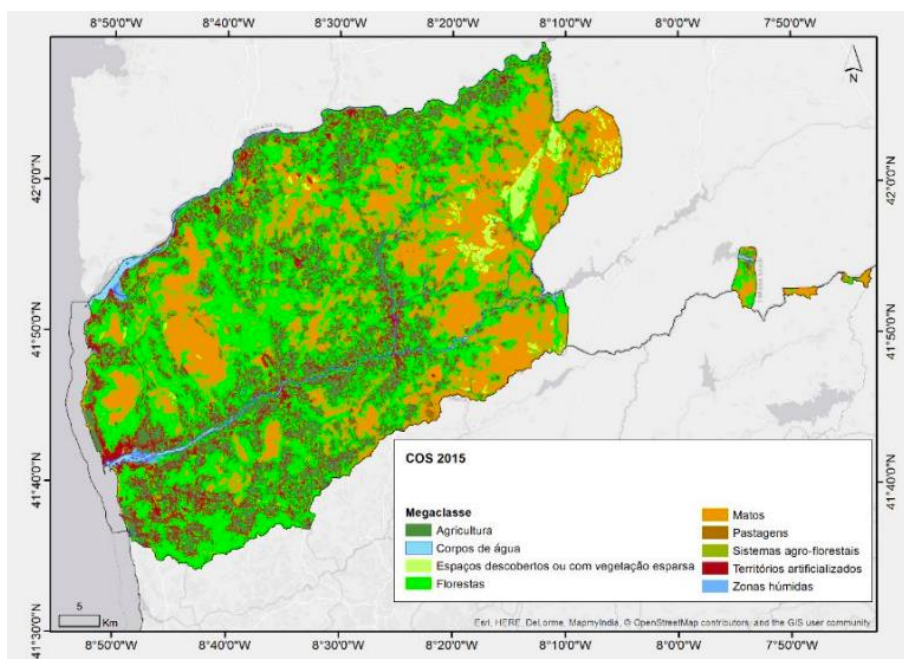 8°50'0"W 8°40'0"W 8°30'0"W 8°20'0"W 8°10'0"W 8°0'0"W 7°50'0"W
N
42°0'0"N 42°0'0"N
41°50'0"N 41°50'0"N
41°40'0"N 41°40'0"N
41°30'0"N
COS 2015
Megaclasse
Agricultura
Corpos de água
Espaços descobertos ou com vegetação esparsa
Florestas
Matos
Pastagens
Sistemas agro-florestais
Territórios artificializados
Zonas húmidas
5
Km
Esri, HERE, DeLorme, MapmyIndia, © OpenStreetMap contributors, and the GIS user community
8°50'0"W 8°40'0"W 8°30'0"W 8°20'0"W 8°10'0"W 8°0'0"W 7°50'0"W